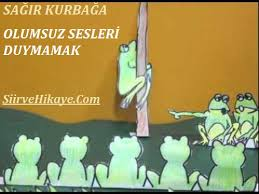 SAĞIR KURBAĞA
OLUMSUZ SESLERİ
DUYMAMAK
SiirveHikaye.Com